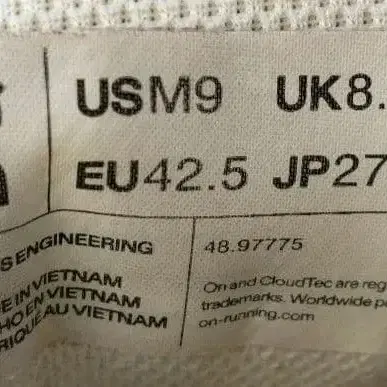 USM9 UK8.
EU42.5 JP27
S ENGINEERING
48.97775
E IN VIETNAM
HO EN VIETNAM
RIQUÉ AU VIETNAM
On and CloudTec are reg
trademarks. Worldwide p
on-running.com